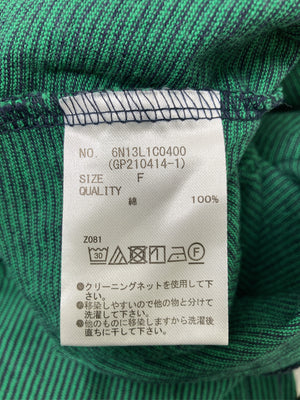 NO. 6N13L1C0400
(GP210414-1)
SIZE F
QUALITY
綿 100%
Z0B1
30 F
●クリーニングネットを使用して下さい。
●移染しやすいので他の物と分けて洗濯して下さい。
●他のものに移染しますから洗濯後直ちに干して下さい。